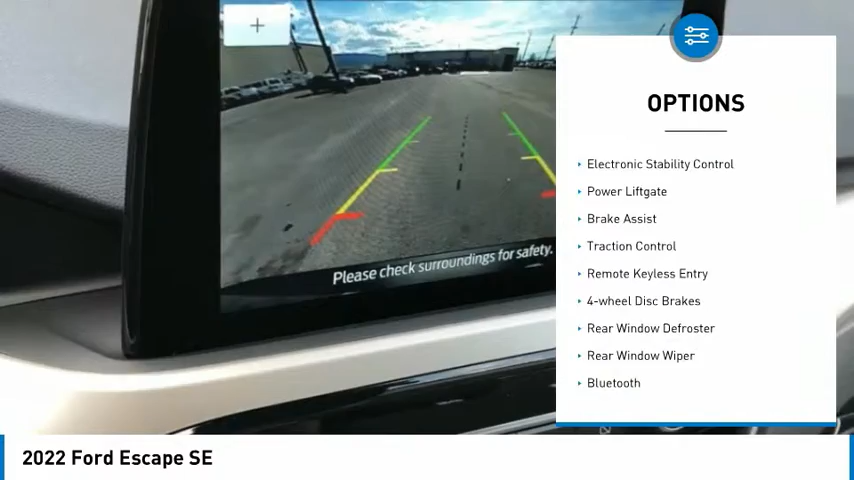 Please check surroundings for safety.
OPTIONS
Electronic Stability Control
Power Liftgate
Brake Assist
Traction Control
Remote Keyless Entry
4-wheel Disc Brakes
Rear Window Defroster
Rear Window Wiper
Bluetooth
2022 Ford Escape SE